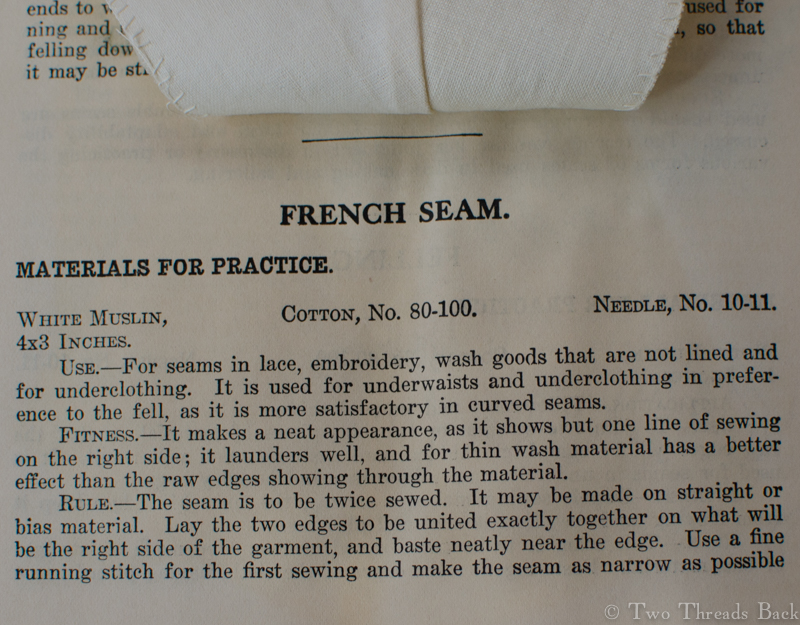 ends to
used for
ning and
so that
felling dow
it may be st
FRENCH SEAM.
MATERIALS FOR PRACTICE.
WHITE MUSLIN, COTTON, No. 80-100. NEEDLE, No. 10-11.
4x3 INCHES.
USE.—For seams in lace, embroidery, wash goods that are not lined and
for underclothing. It is used for underwaists and underclothing in prefer-
ence to the fell, as it is more satisfactory in curved seams.
FITNESS.—It makes a neat appearance, as it shows but one line of sewing
on the right side; it launders well, and for thin wash material has a better
effect than the raw edges showing through the material.
RULE.—The seam is to be twice sewed. It may be made on straight or
bias material. Lay the two edges to be united exactly together on what will
be the right side of the garment, and baste neatly near the edge. Use a fine
running stitch for the first sewing and make the seam as narrow as possible
© Two Threads Back